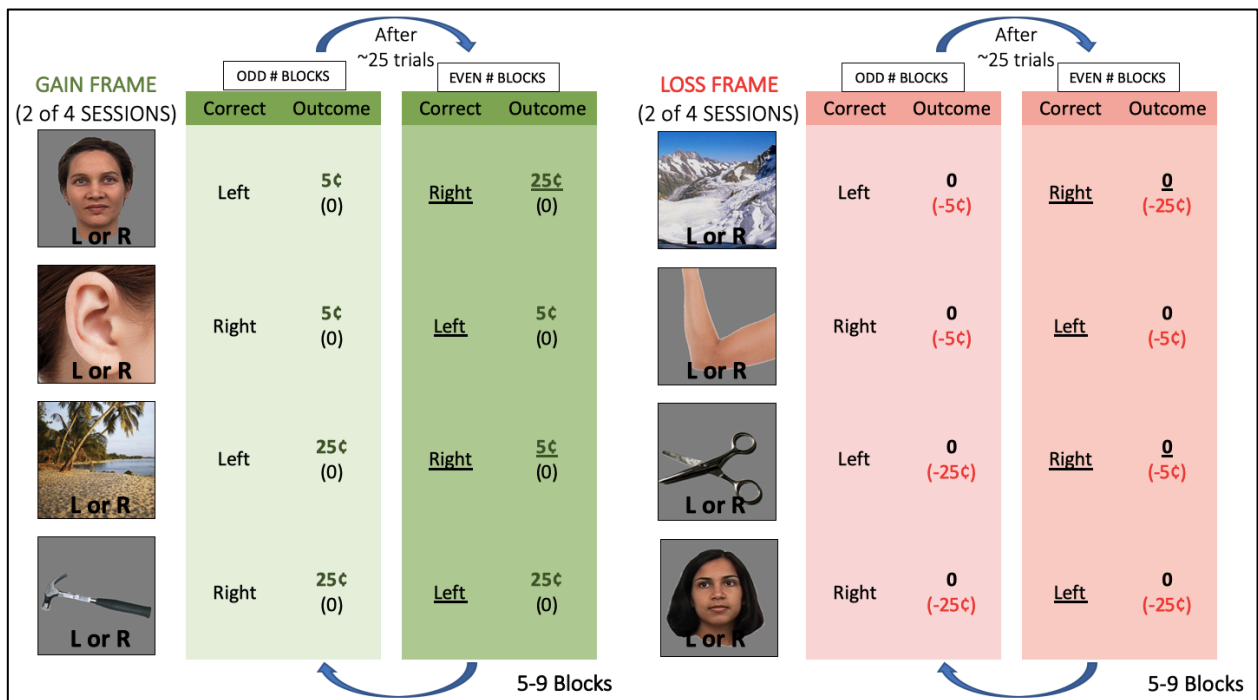 After
~25 trials
ODD # BLOCKS
EVEN # BLOCKS
GAIN FRAME
(2 of 4 SESSIONS)
Correct Outcome
Correct Outcome
L or R
Left 5¢
(0)
Right 25¢
(0)
L or R
Right 5¢
(0)
Left 5¢
(0)
L or R
Left 25¢
(0)
Right 5¢
(0)
L or R
Right 25¢
(0)
Left 25¢
(0)
5-9 Blocks
After
~25 trials
ODD # BLOCKS
EVEN # BLOCKS
LOSS FRAME
(2 of 4 SESSIONS)
Correct Outcome
Correct Outcome
L or R
Left 0
(-5¢)
Right 0
(-25¢)
L or R
Right 0
(-5¢)
Left 0
(-5¢)
L or R
Left 0
(-25¢)
Right 0
(-5¢)
L or R
Right 0
(-25¢)
Left 0
(-25¢)
5-9 Blocks